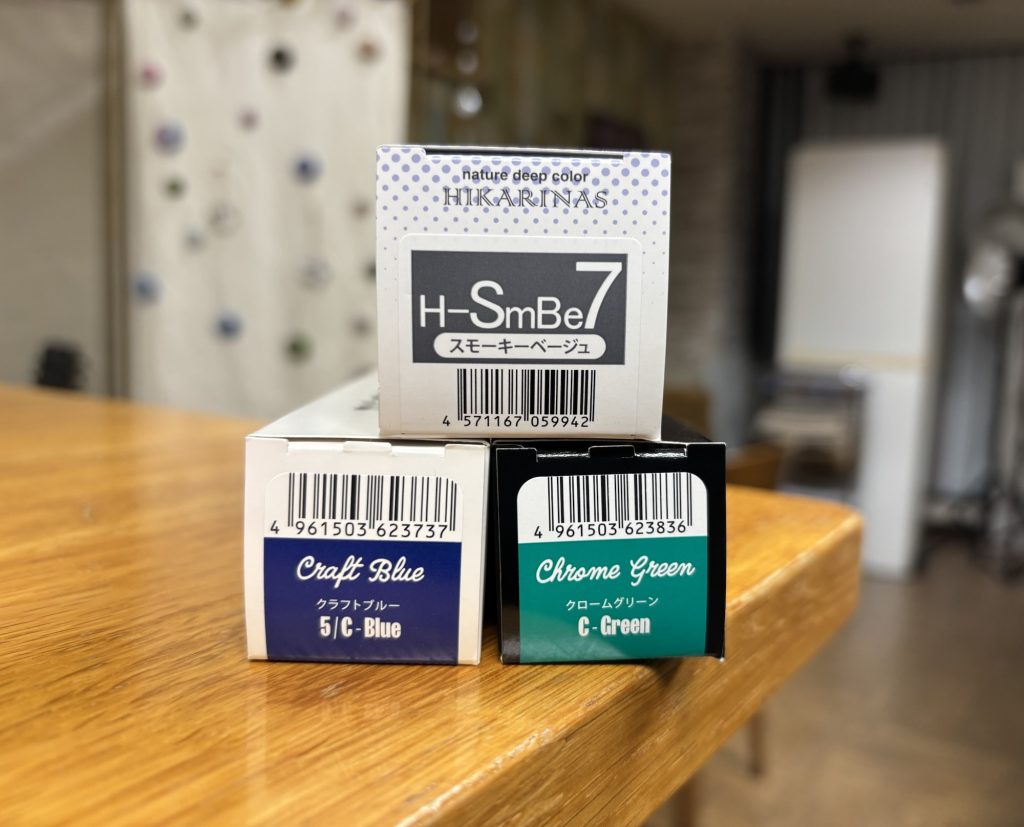 nature deep color
HIKARINAS
H-SmBe7
スモーキーベージュ
4 571167 059942
4 961503 623737
Craft Blue
クラフトブルー
5/C-Blue
4 961503 623836
Chrome Green
クロームグリーン
C-Green